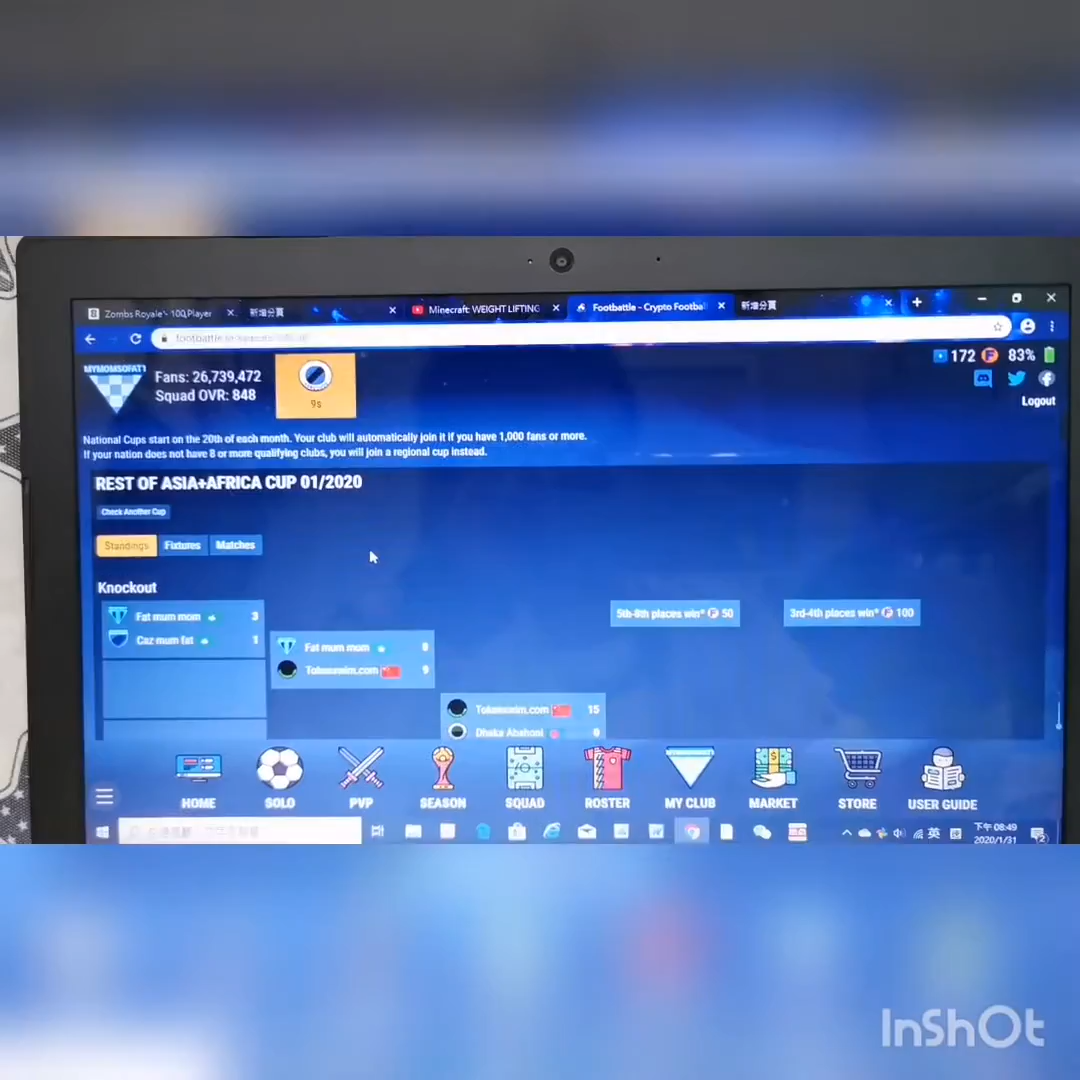 Zombs Royale - 100 Player
新增分頁
Minecraft: WEIGHT LIFTING
Footbattle - Crypto Footbal
新增分頁
MYMOMSOFAT1
Fans: 26,739,472
Squad OVR: 848
9s
172 83%
Logout
National Cups start on the 20th of each month. Your club will automatically join it if you have 1,000 fans or more.
If your nation does not have 8 or more qualifying clubs, you will join a regional cup instead.
REST OF ASIA+AFRICA CUP 01/2020
Check Another Cup
Standings Fixtures Matches
Knockout
Fat mum mom 3
Caz mum fat 1
5th-8th places win* F 50
3rd-4th places win* F 100
Fat mum mom 8
9
15
Dhaka Abahoni 0
HOME SOLO PVP SEASON SQUAD ROSTER MY CLUB MARKET STORE USER GUIDE
英
下午 08:49
2020/1/31
InShOt